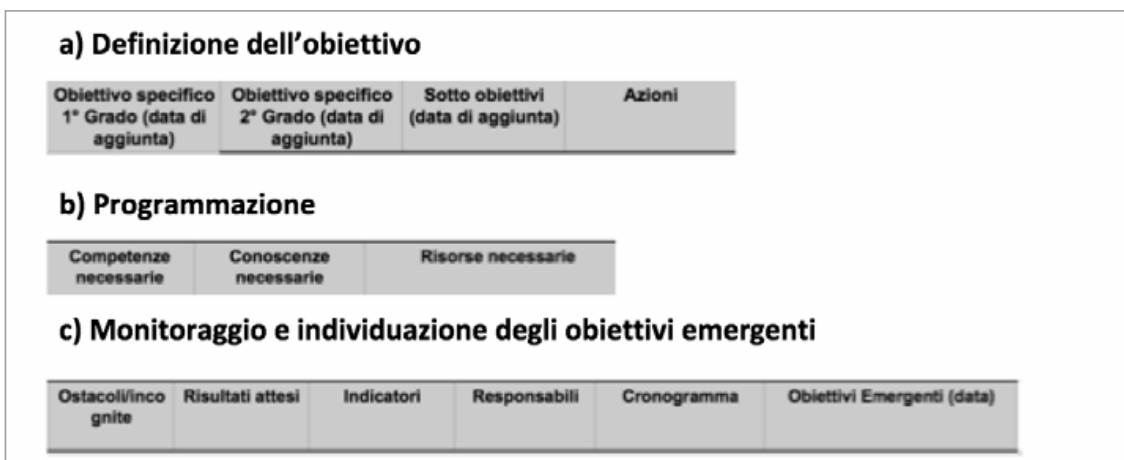 a) Definizione dell'obiettivo
Obiettivo specifico Obiettivo specifico Sotto obiettivi Azioni
1° Grado (data di 2° Grado (data di (data di aggiunta)
aggiunta) aggiunta)
b) Programmazione
Competenze Conoscenze Risorse necessarie
necessarie necessarie
c) Monitoraggio e individuazione degli obiettivi emergenti
Ostacoli/inco Risultati attesi Indicatori Responsabili Cronogramma Obiettivi Emergenti (data)
gnite